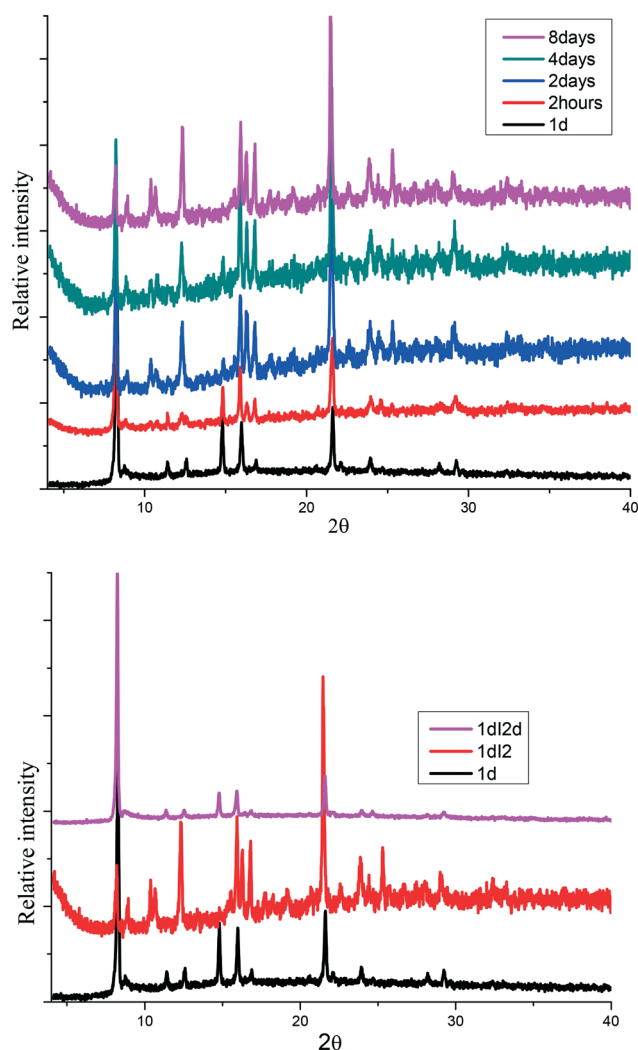 Relative intensity
8days
4days
2days
2hours
1d
10 20 30 40
2θ
Relative intensity
1dI2d
1dI2
1d
10 20 30 40
2θ